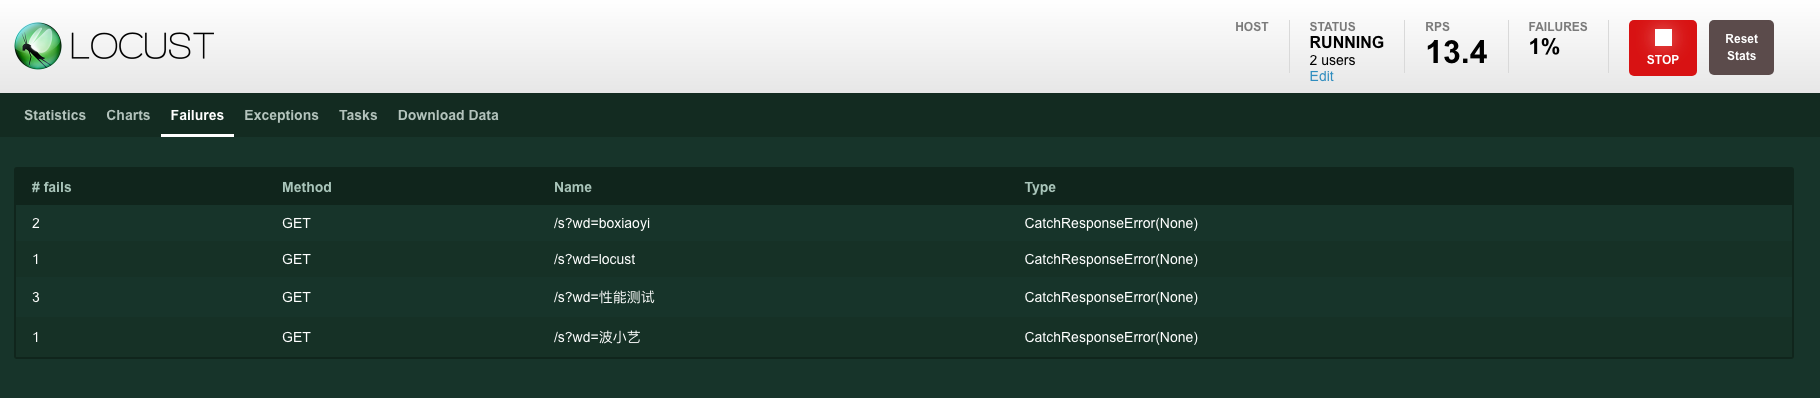 LOCUST
HOST
STATUS
RUNNING
2 users
Edit
RPS
13.4
FAILURES
1%
STOP
Reset
Stats
Statistics Charts Failures Exceptions Tasks Download Data
# fails Method Name Type
2 GET /s?wd=boxiaoyi CatchResponseError(None)
1 GET /s?wd=locust CatchResponseError(None)
3 GET /s?wd=性能测试 CatchResponseError(None)
1 GET /s?wd=波小艺 CatchResponseError(None)